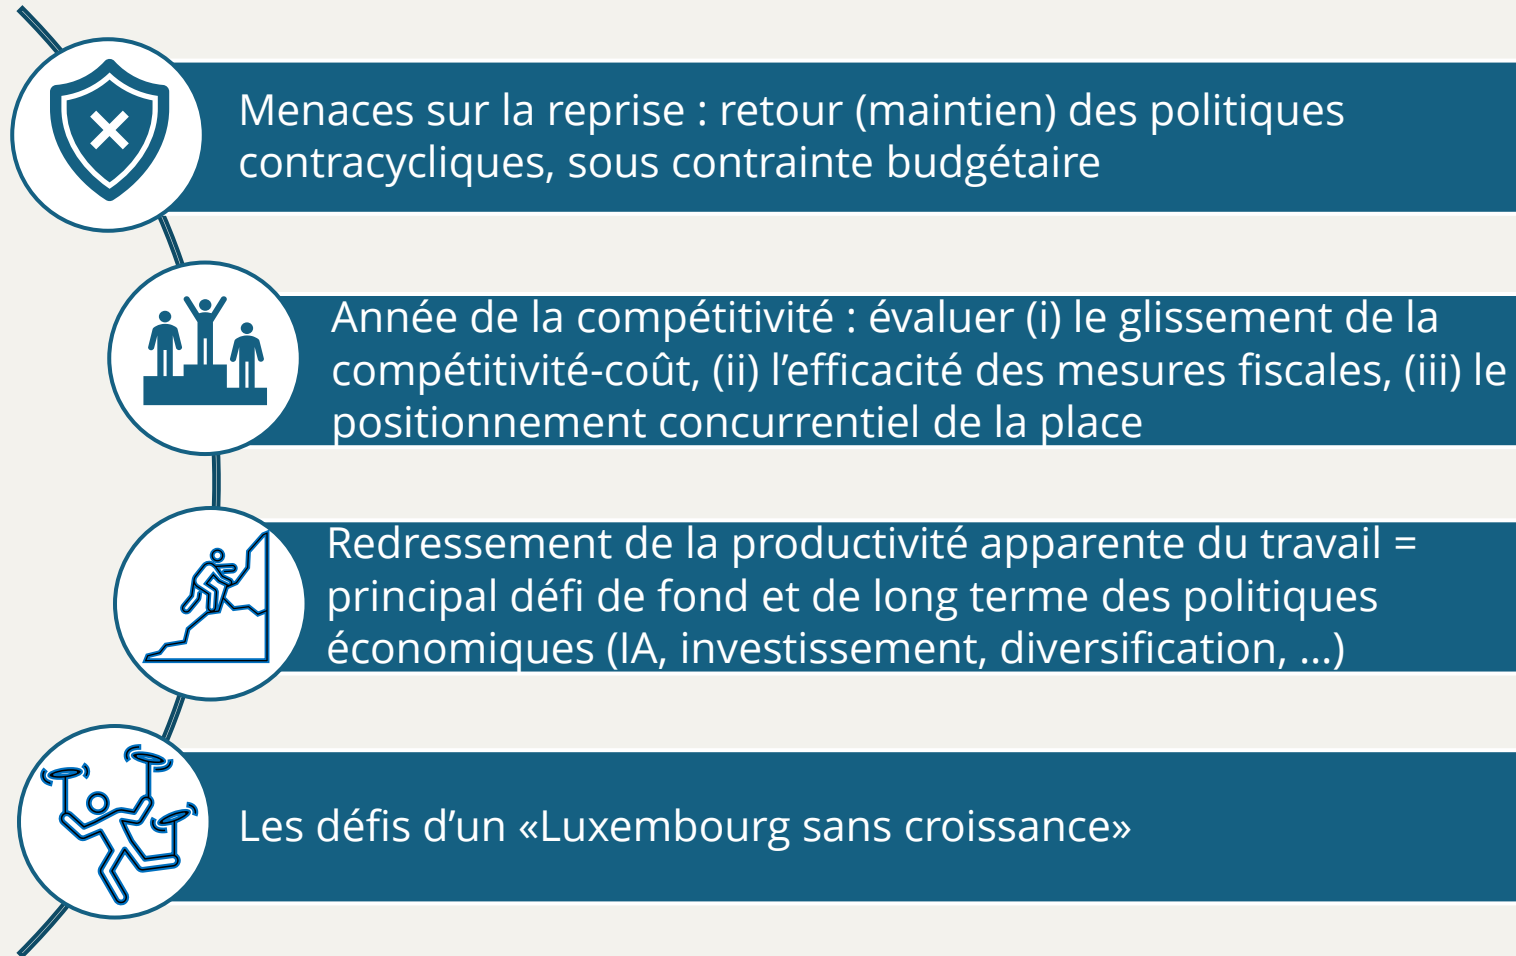 Menaces sur la reprise : retour (maintien) des politiques
contracycliques, sous contrainte budgétaire
Année de la compétitivité : évaluer (i) le glissement de la
compétitivité-coût, (ii) l’efficacité des mesures fiscales, (iii) le
positionnement concurrentiel de la place
Redressement de la productivité apparente du travail =
principal défi de fond et de long terme des politiques
économiques (IA, investissement, diversification, …)
Les défis d’un «Luxembourg sans croissance»